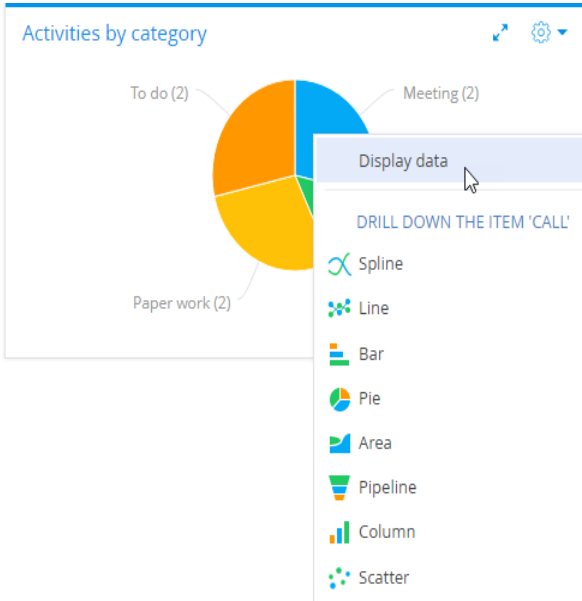 Activities by category
To do (2)
Meeting (2)
Paper work (2)
Display data
DRILL DOWN THE ITEM 'CALL'
Spline
Line
Bar
Pie
Area
Pipeline
Column
Scatter